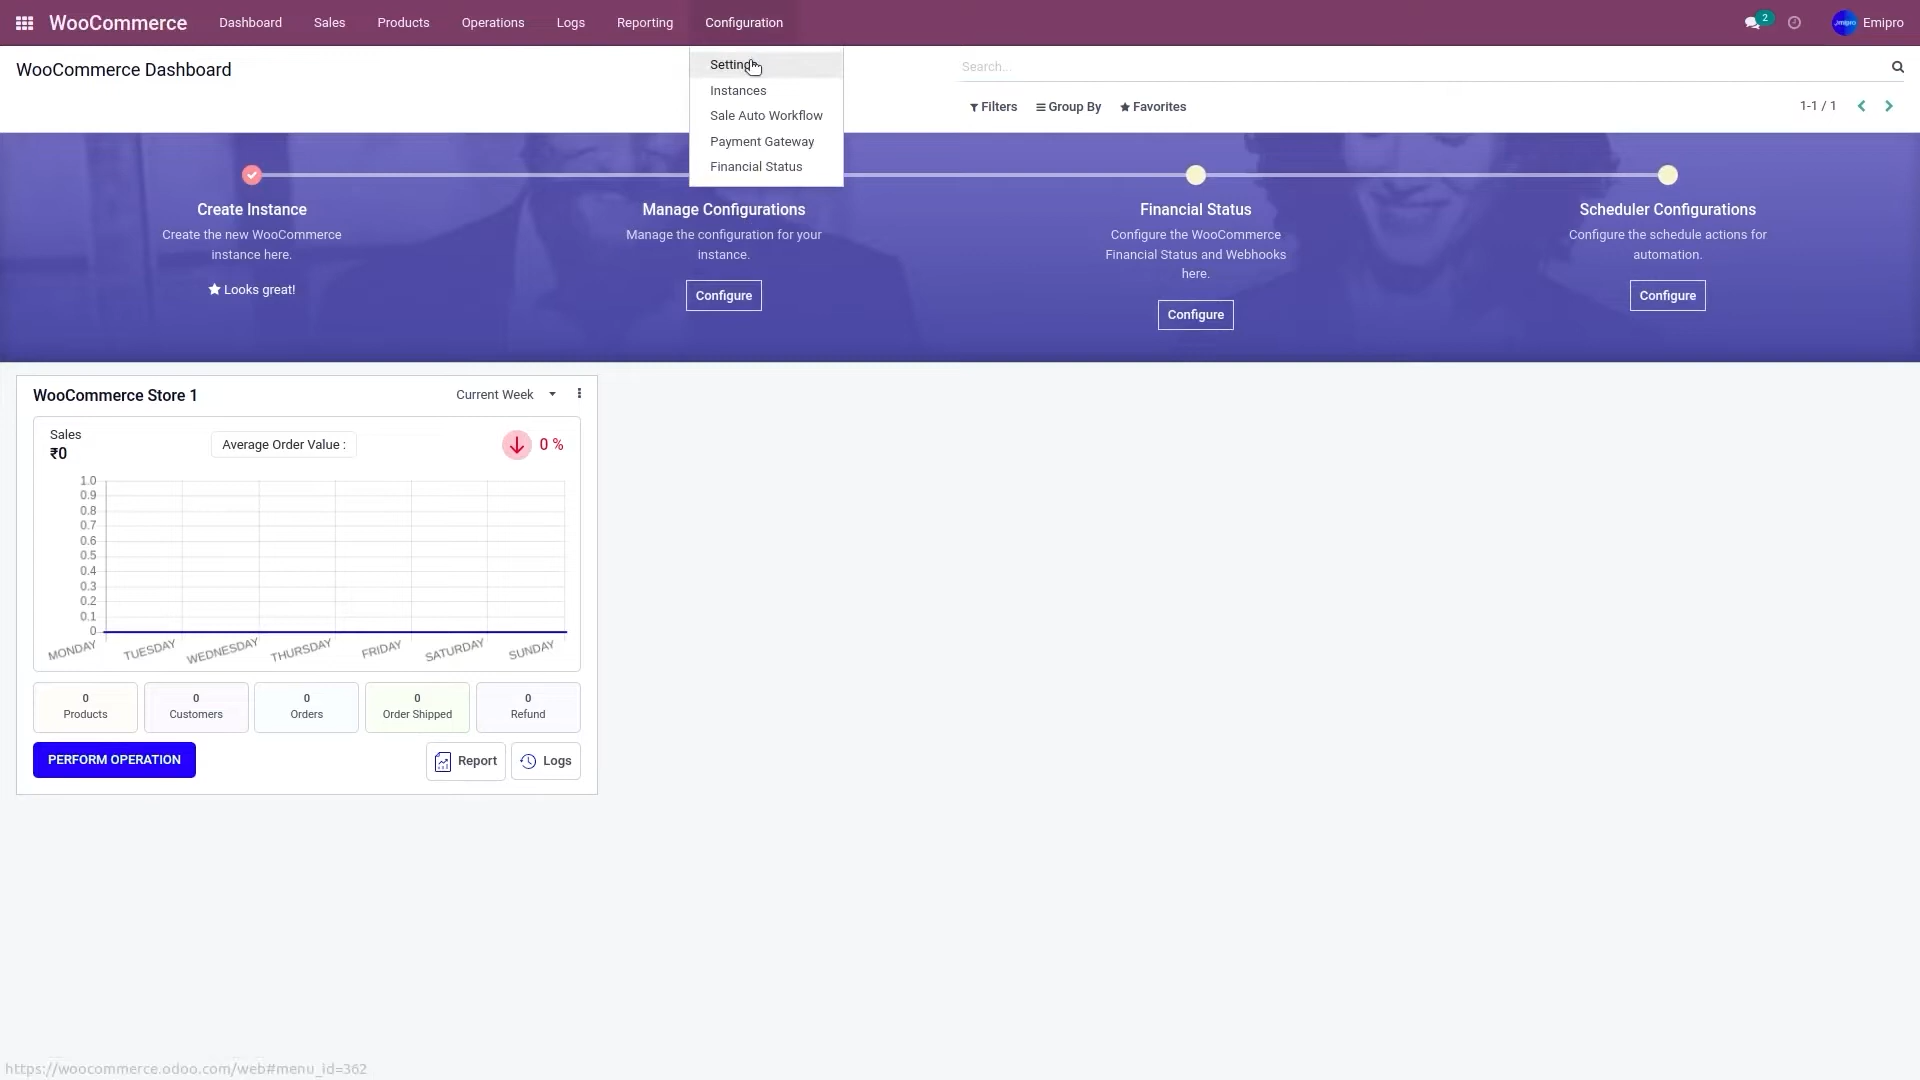 WooCommerce
Dashboard
Sales
Products
Operations
Logs
Reporting
Configuration
2
Emipro
WooCommerce Dashboard
Settings
Instances
Sale Auto Workflow
Payment Gateway
Financial Status
Search...
Filters
Group By
Favorites
1-1 / 1
Create Instance
Create the new WooCommerce
instance here.
Looks great!
Manage Configurations
Manage the configuration for your
instance.
Configure
Financial Status
Configure the WooCommerce
Financial Status and Webhooks
here.
Configure
Scheduler Configurations
Configure the schedule actions for
automation.
Configure
WooCommerce Store 1
Current Week
Sales
₹0
Average Order Value :
0 %
1.0
0.9
0.8
0.7
0.6
0.5
0.4
0.3
0.2
0.1
0
MONDAY
TUESDAY
WEDNESDAY
THURSDAY
FRIDAY
SATURDAY
SUNDAY
0
Products
0
Customers
0
Orders
0
Order Shipped
0
Refund
PERFORM OPERATION
Report
Logs
https://woocommerce.odoo.com/web#menu_id=362